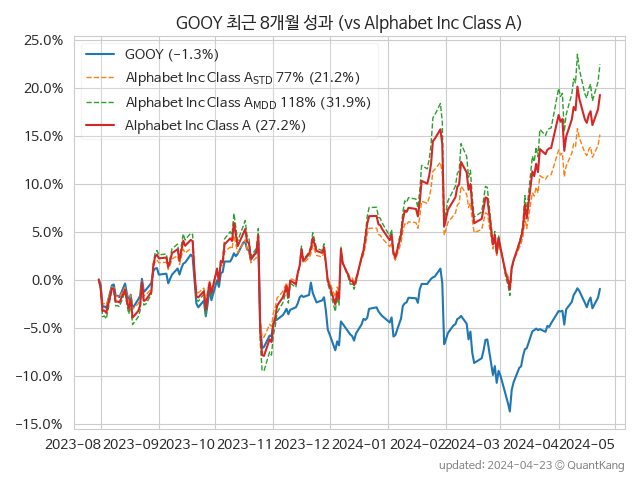 GOOY 최근 8개월 성과 (vs Alphabet Inc Class A)
25.0%
20.0%
15.0%
10.0%
5.0%
0.0%
−5.0%
−10.0%
−15.0%
GOOY (−1.3%)
Alphabet Inc Class A_STD 77% (21.2%)
Alphabet Inc Class A_MDD 118% (31.9%)
Alphabet Inc Class A (27.2%)
2023-08 2023-09 2023-10 2023-11 2023-12 2024-01 2024-02 2024-03 2024-04 2024-05
updated: 2024-04-23 ⓒ QuantKang